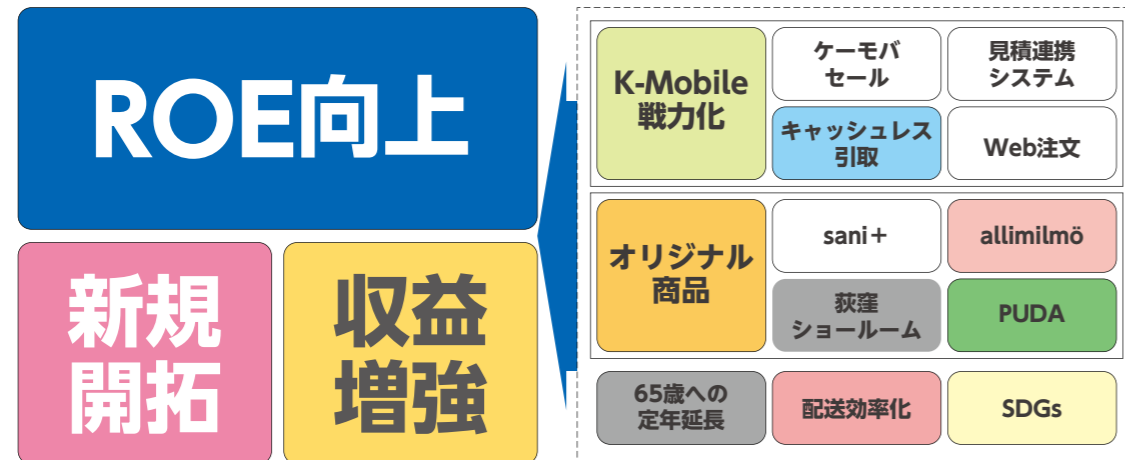 ROE向上
新規
開拓
収益
増強
K-Mobile
戦力化
ケーモバ
セール
見積連携
システム
キャッシュレス
引取
Web注文
オリジナル
商品
sani＋
allimilmö
荻窪
ショールーム
PUDA
65歳への
定年延長
配送効率化
SDGs